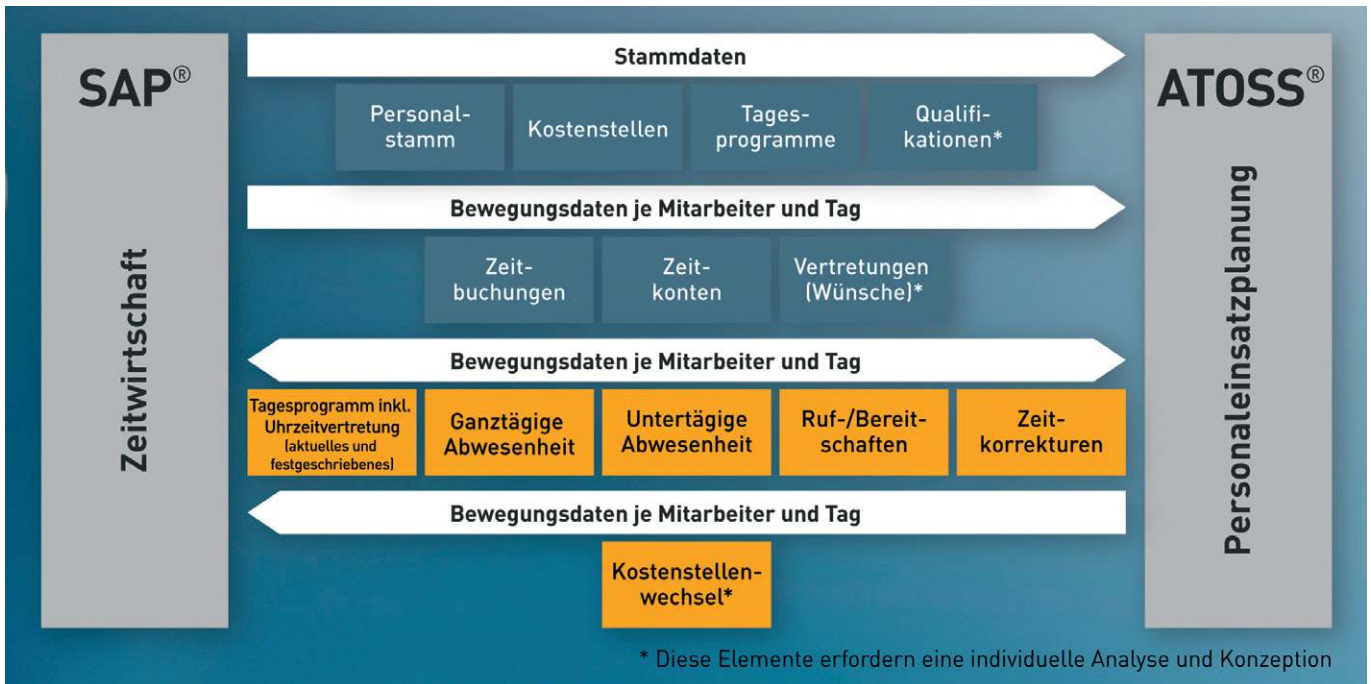 SAP®
Zeitwirtschaft
Stammdaten
Personal-
stamm
Kostenstellen
Tages-
programme
Qualifi-
kationen*
Bewegungsdaten je Mitarbeiter und Tag
Zeit-
buchungen
Zeit-
konten
Vertretungen
(Wünsche)*
Bewegungsdaten je Mitarbeiter und Tag
Tagesprogramm inkl.
Uhrzeitvertretung
(aktuelles und
festgeschriebenes)
Ganztägige
Abwesenheit
Untertägige
Abwesenheit
Ruf-/Bereit-
schaften
Zeit-
korrekturen
Bewegungsdaten je Mitarbeiter und Tag
Kostenstellen-
wechsel*
ATOSS®
Personaleinsatzplanung
* Diese Elemente erfordern eine individuelle Analyse und Konzeption